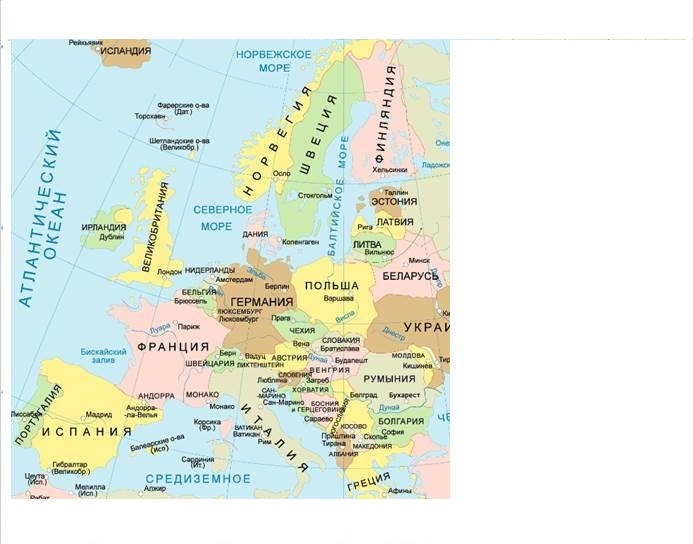 Рейкьявик
ИСЛАНДИЯ
НОРВЕЖСКОЕ
МОРЕ
Фарерские о-ва
(Дат.)
Торсхавн
Шетландские о-ва
(Великобр.)
АТЛАНТИЧЕСКИЙ
ОКЕАН
НОРВЕГИЯ
ШВЕЦИЯ
ФИНЛЯНДИЯ
Ладожск
Хельсинки
Осло
Стокгольм
Таллин
ЭСТОНИЯ
СЕВЕРНОЕ
МОРЕ
БАЛТИЙСКОЕ МОРЕ
Рига
ЛАТВИЯ
ИРЛАНДИЯ
Дублин
ВЕЛИКОБРИТАНИЯ
ДАНИЯ
Копенгаген
ЛИТВА
Вильнюс
Минск
БЕЛАРУСЬ
Лондон
НИДЕРЛАНДЫ
Амстердам
Эльба
Берлин
ПОЛЬША
Варшава
БЕЛЬГИЯ
Брюссель
ГЕРМАНИЯ
ЛЮКСЕМБУРГ
Люксембург
Прага
Висла
УКРАИ
Днестр
Луара
Париж
ЧЕХИЯ
СЛОВАКИЯ
Братислава
Вена
ФРАНЦИЯ
Бискайский
залив
Берн
Вадуц
АВСТРИЯ
Дунай
Будапешт
МОЛДОВА
Кишинев
ШВЕЙЦАРИЯ
ЛИХТЕНШТЕЙН
ВЕНГРИЯ
СЛОВЕНИЯ
Любляна
Загреб
РУМЫНИЯ
АНДОРРА
МОНАКО
САН-
МАРИНО
Сан-Марино
ХОРВАТИЯ
Белград
Бухарест
Лиссабон
ПОРТУГАЛИЯ
Мадрид
Андорра-
ла-Велья
Монако
БОСНИЯ
и ГЕРЦЕГОВИНА
Дунай
ИСПАНИЯ
Корсика
(Фр.)
ИТАЛИЯ
ВАТИКАН
Ватикан
Рим
Сараево
КОСОВО
БОЛГАРИЯ
София
Балеарские о-ва
(Исп)
Приштина
Скопье
Тирана
МАКЕДОНИЯ
АЛБАНИЯ
Гибралтар
(Великобр.)
Сардиния
(Ит.)
Сеута
(Исп.)
Мелилла
(Исп.)
Алжир
СРЕДИЗЕМНОЕ
ГРЕЦИЯ
Афины
Рабат